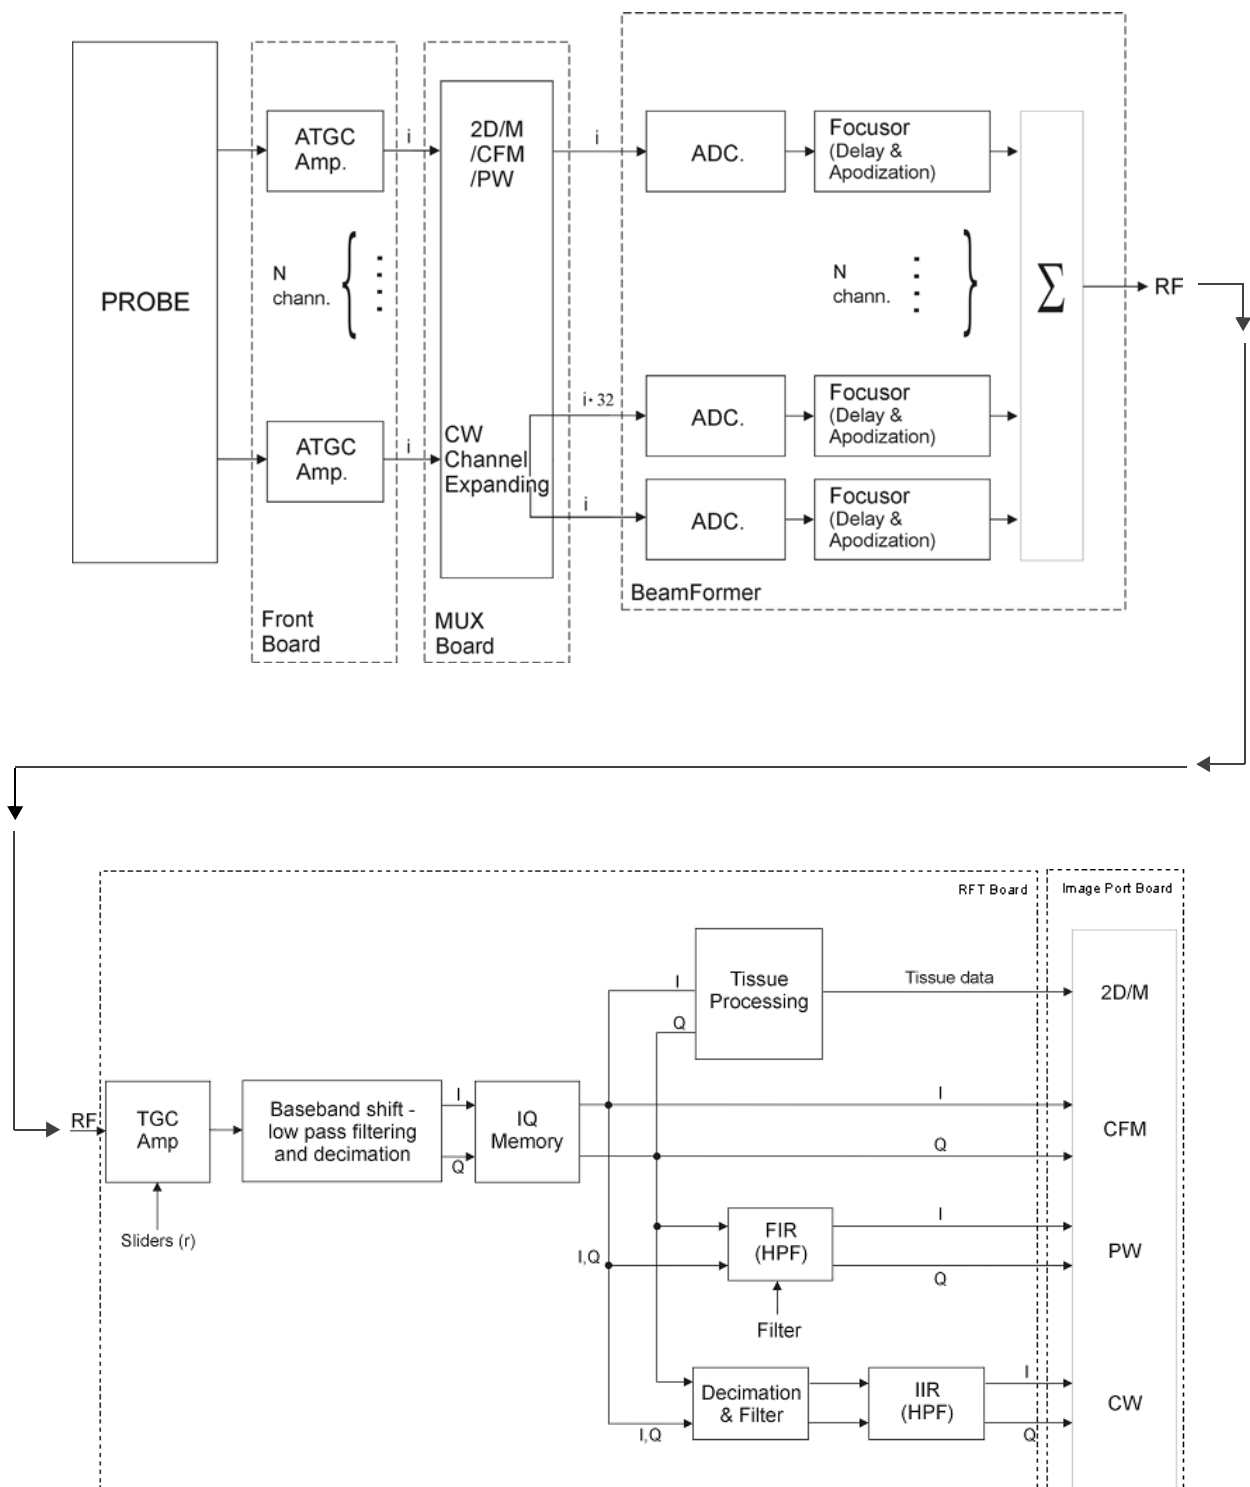 PROBE
ATGC
Amp.
N
chann.
ATGC
Amp.
Front
Board
i
i
2D/M
/CFM
/PW
CW
Channel
Expanding
MUX
Board
i
i· 32
i
ADC.
Focusor
(Delay &
Apodization)
N
chann.
ADC.
Focusor
(Delay &
Apodization)
ADC.
Focusor
(Delay &
Apodization)
BeamFormer
∑
RF
RFT Board
Image Port Board
RF
TGC
Amp
Sliders (r)
Baseband shift -
low pass filtering
and decimation
I
Q
IQ
Memory
I
Q
Tissue
Processing
Tissue data
2D/M
I
Q
CFM
I,Q
FIR
(HPF)
Filter
I
Q
PW
I,Q
Decimation
& Filter
IIR
(HPF)
I
Q
CW